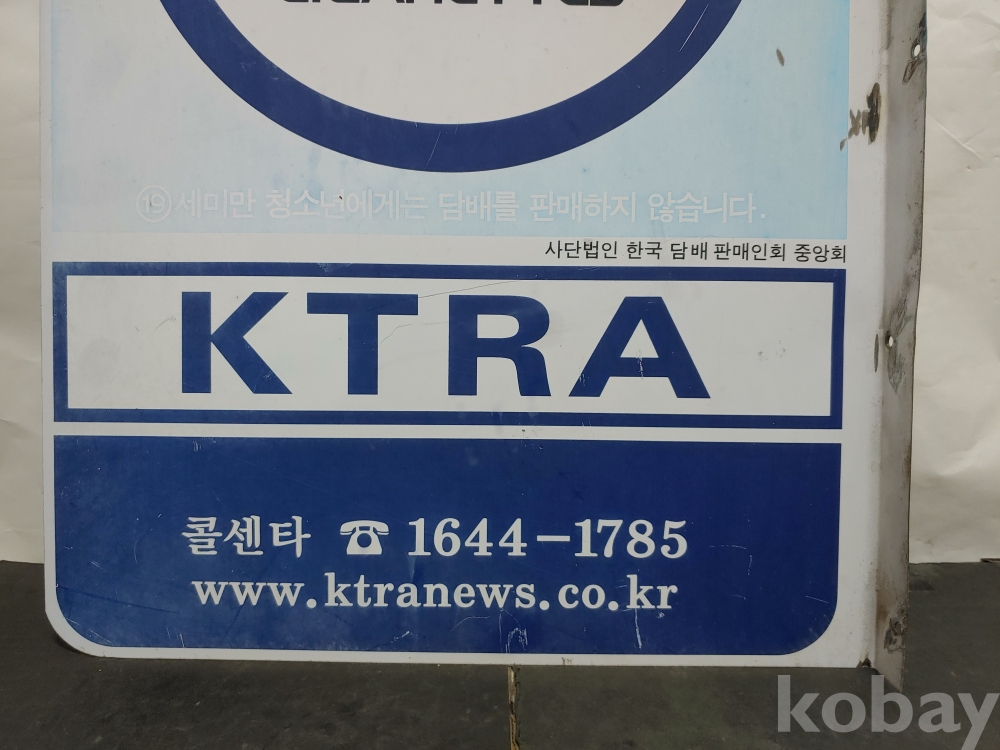 ⑲세미만 청소년에게는 담배를 판매하지 않습니다.
사단법인 한국 담배 판매인회 중앙회
KTRA
콜센타 ☎ 1644-1785
www.ktranews.co.kr
kobay